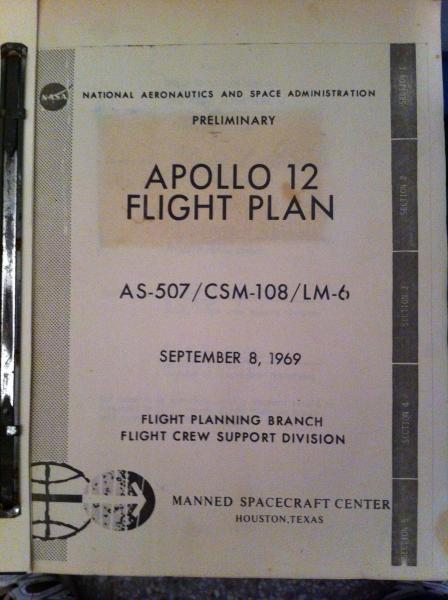 NASA
NATIONAL AERONAUTICS AND SPACE ADMINISTRATION
PRELIMINARY
APOLLO 12
FLIGHT PLAN
AS-507/CSM-108/LM-6
SEPTEMBER 8, 1969
FLIGHT PLANNING BRANCH
FLIGHT CREW SUPPORT DIVISION
MANNED SPACECRAFT CENTER
HOUSTON, TEXAS
SECTION 1
SECTION 2
SECTION 3
SECTION 4
SECTION 5